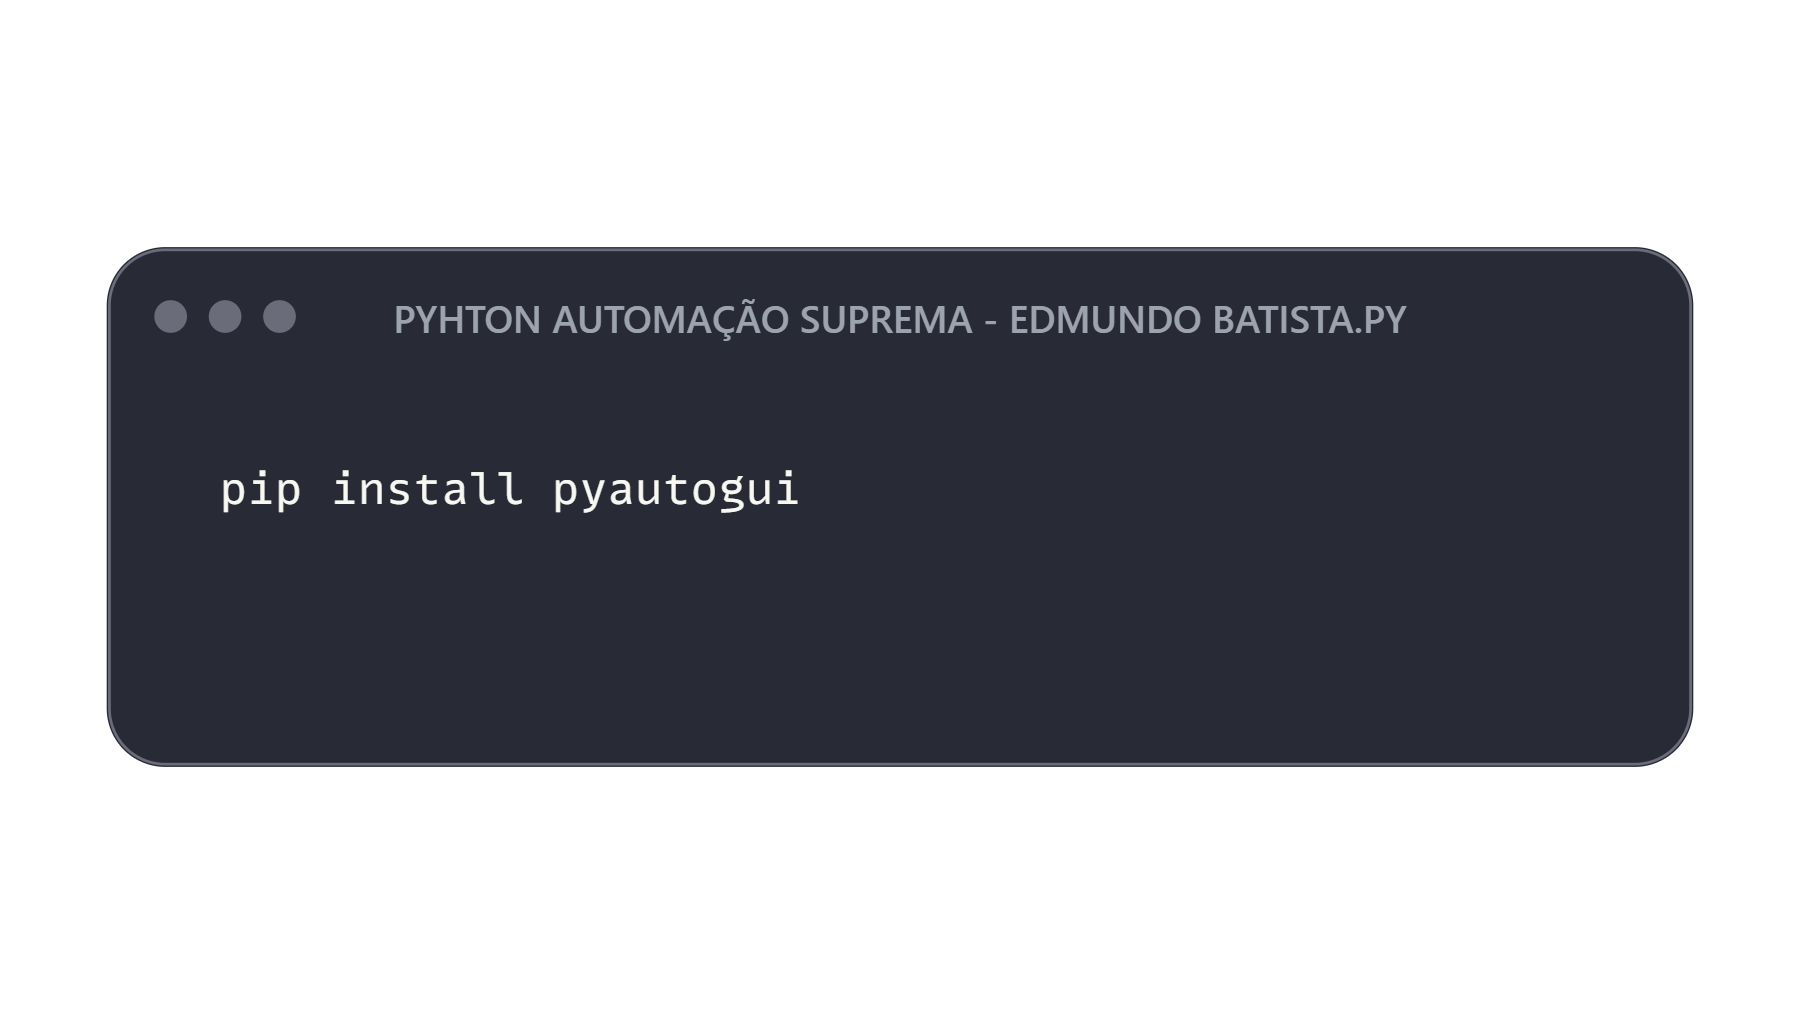 PYHTON AUTOMAÇÃO SUPREMA - EDMUNDO BATISTA.PY
pip install pyautogui